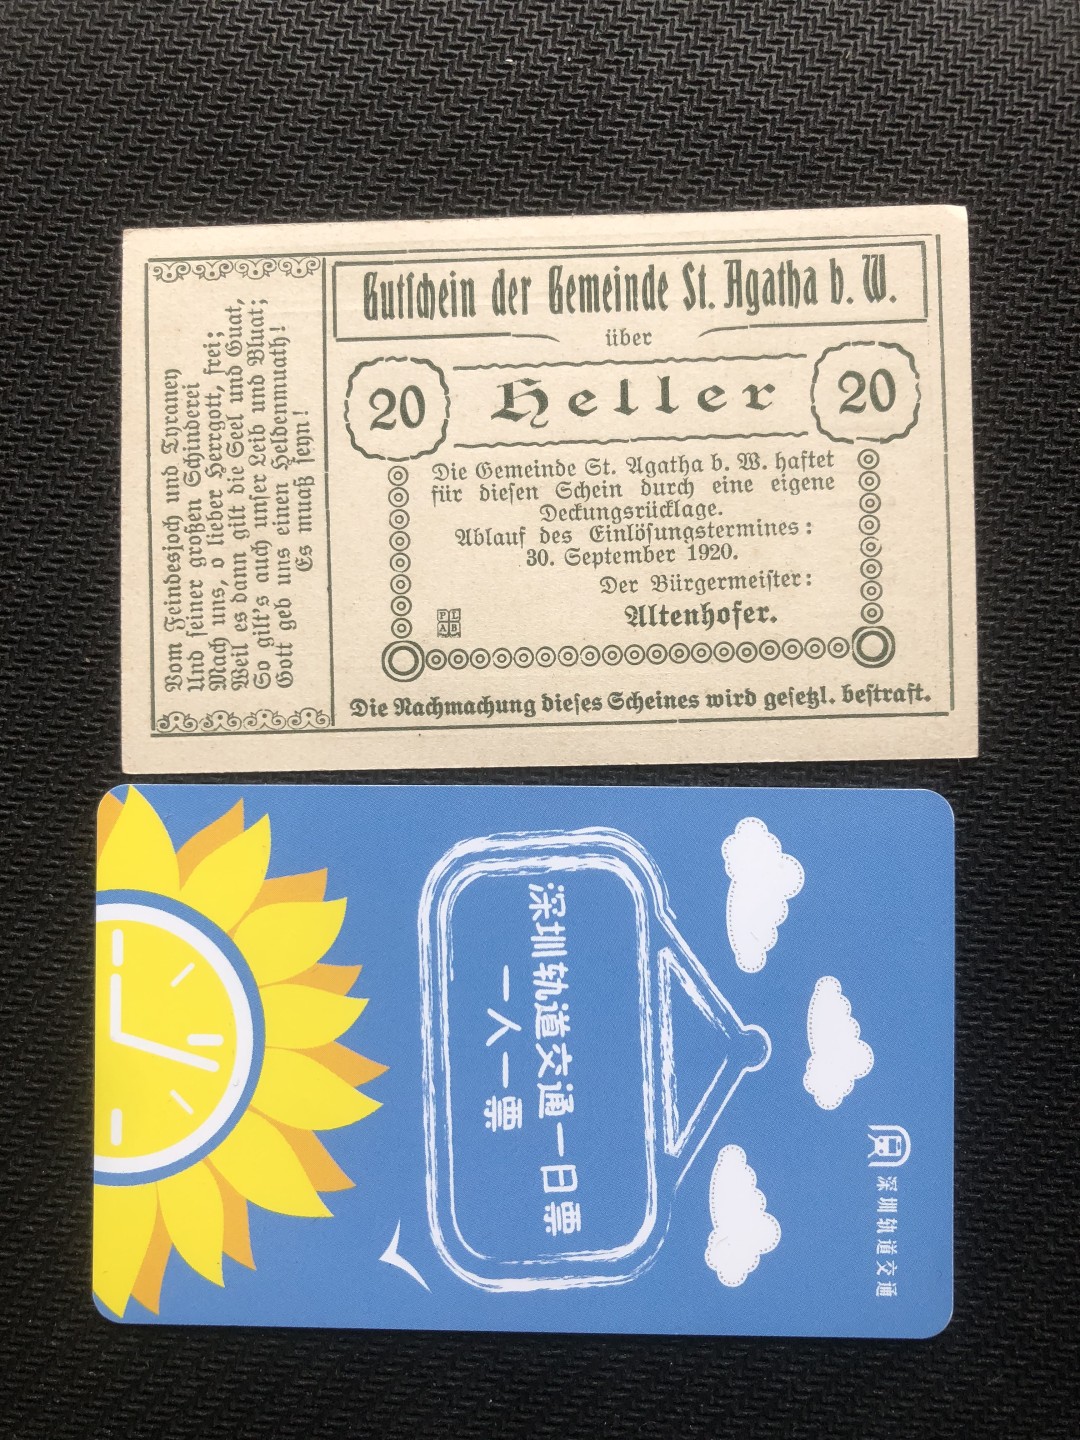 Gutschein der Gemeinde St. Agatha b. W.
über
20 Heller 20
Die Gemeinde St. Agatha b. W. haftet
für diesen Schein durch eine eigene
Deckungsrücklage.
Ablauf des Einlösungstermines:
30. September 1920.
Der Bürgermeister:
Altenhofer.
PL
AB
Die Nachmachung dieses Scheines wird gesetzl. bestraft.
Vom Feindesjoch und Tyraney
Und seiner großen Schinderei
Mach uns, o lieber Herrgott, frei;
Weil es dann gilt die Seel und Guat,
So gilt's auch unser Leib und Bluat;
Gott geb uns einen Heldenmuath!
Es muaß seyn!
深圳轨道交通
深圳轨道交通一日票
一人一票